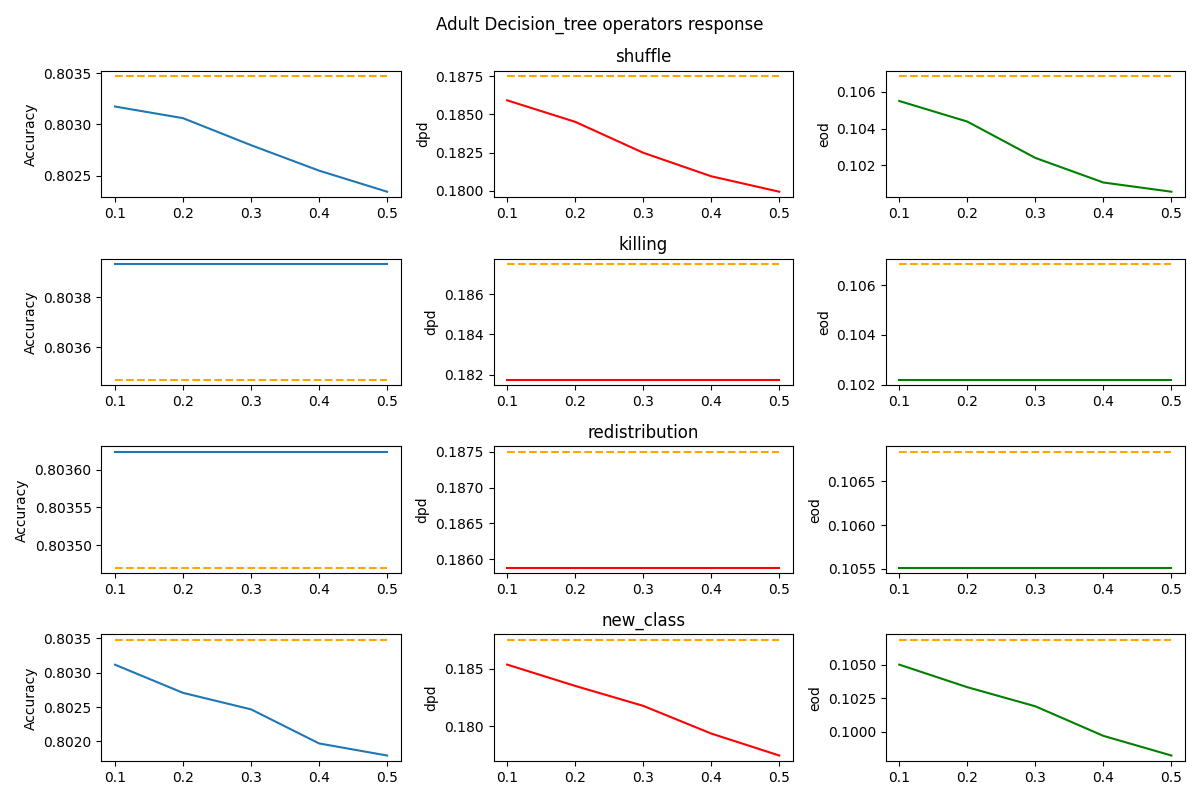 Adult Decision_tree operators response
shuffle
Accuracy
0.8035
0.8030
0.8025
0.1 0.2 0.3 0.4 0.5
dpd
0.1875
0.1850
0.1825
0.1800
0.1 0.2 0.3 0.4 0.5
eod
0.106
0.104
0.102
0.1 0.2 0.3 0.4 0.5
killing
Accuracy
0.8038
0.8036
0.1 0.2 0.3 0.4 0.5
dpd
0.186
0.184
0.182
0.1 0.2 0.3 0.4 0.5
eod
0.106
0.104
0.102
0.1 0.2 0.3 0.4 0.5
redistribution
Accuracy
0.80360
0.80355
0.80350
0.1 0.2 0.3 0.4 0.5
dpd
0.1875
0.1870
0.1865
0.1860
0.1 0.2 0.3 0.4 0.5
eod
0.1065
0.1060
0.1055
0.1 0.2 0.3 0.4 0.5
new_class
Accuracy
0.8035
0.8030
0.8025
0.8020
0.1 0.2 0.3 0.4 0.5
dpd
0.185
0.180
0.1 0.2 0.3 0.4 0.5
eod
0.1050
0.1025
0.1000
0.1 0.2 0.3 0.4 0.5